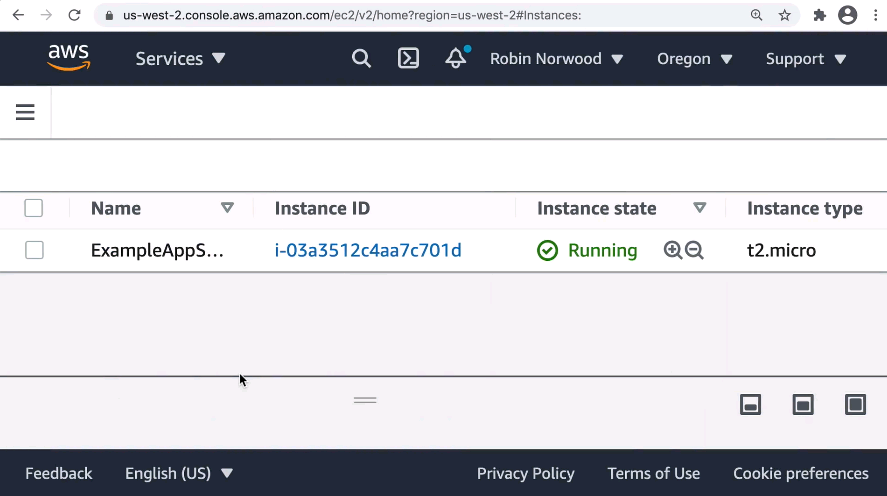 us-west-2.console.aws.amazon.com/ec2/v2/home?region=us-west-2#Instances:
aws Services Robin Norwood Oregon Support
Name Instance ID Instance state Instance type
ExampleAppS... i-03a3512c4aa7c701d Running t2.micro
Feedback English (US) Privacy Policy Terms of Use Cookie preferences